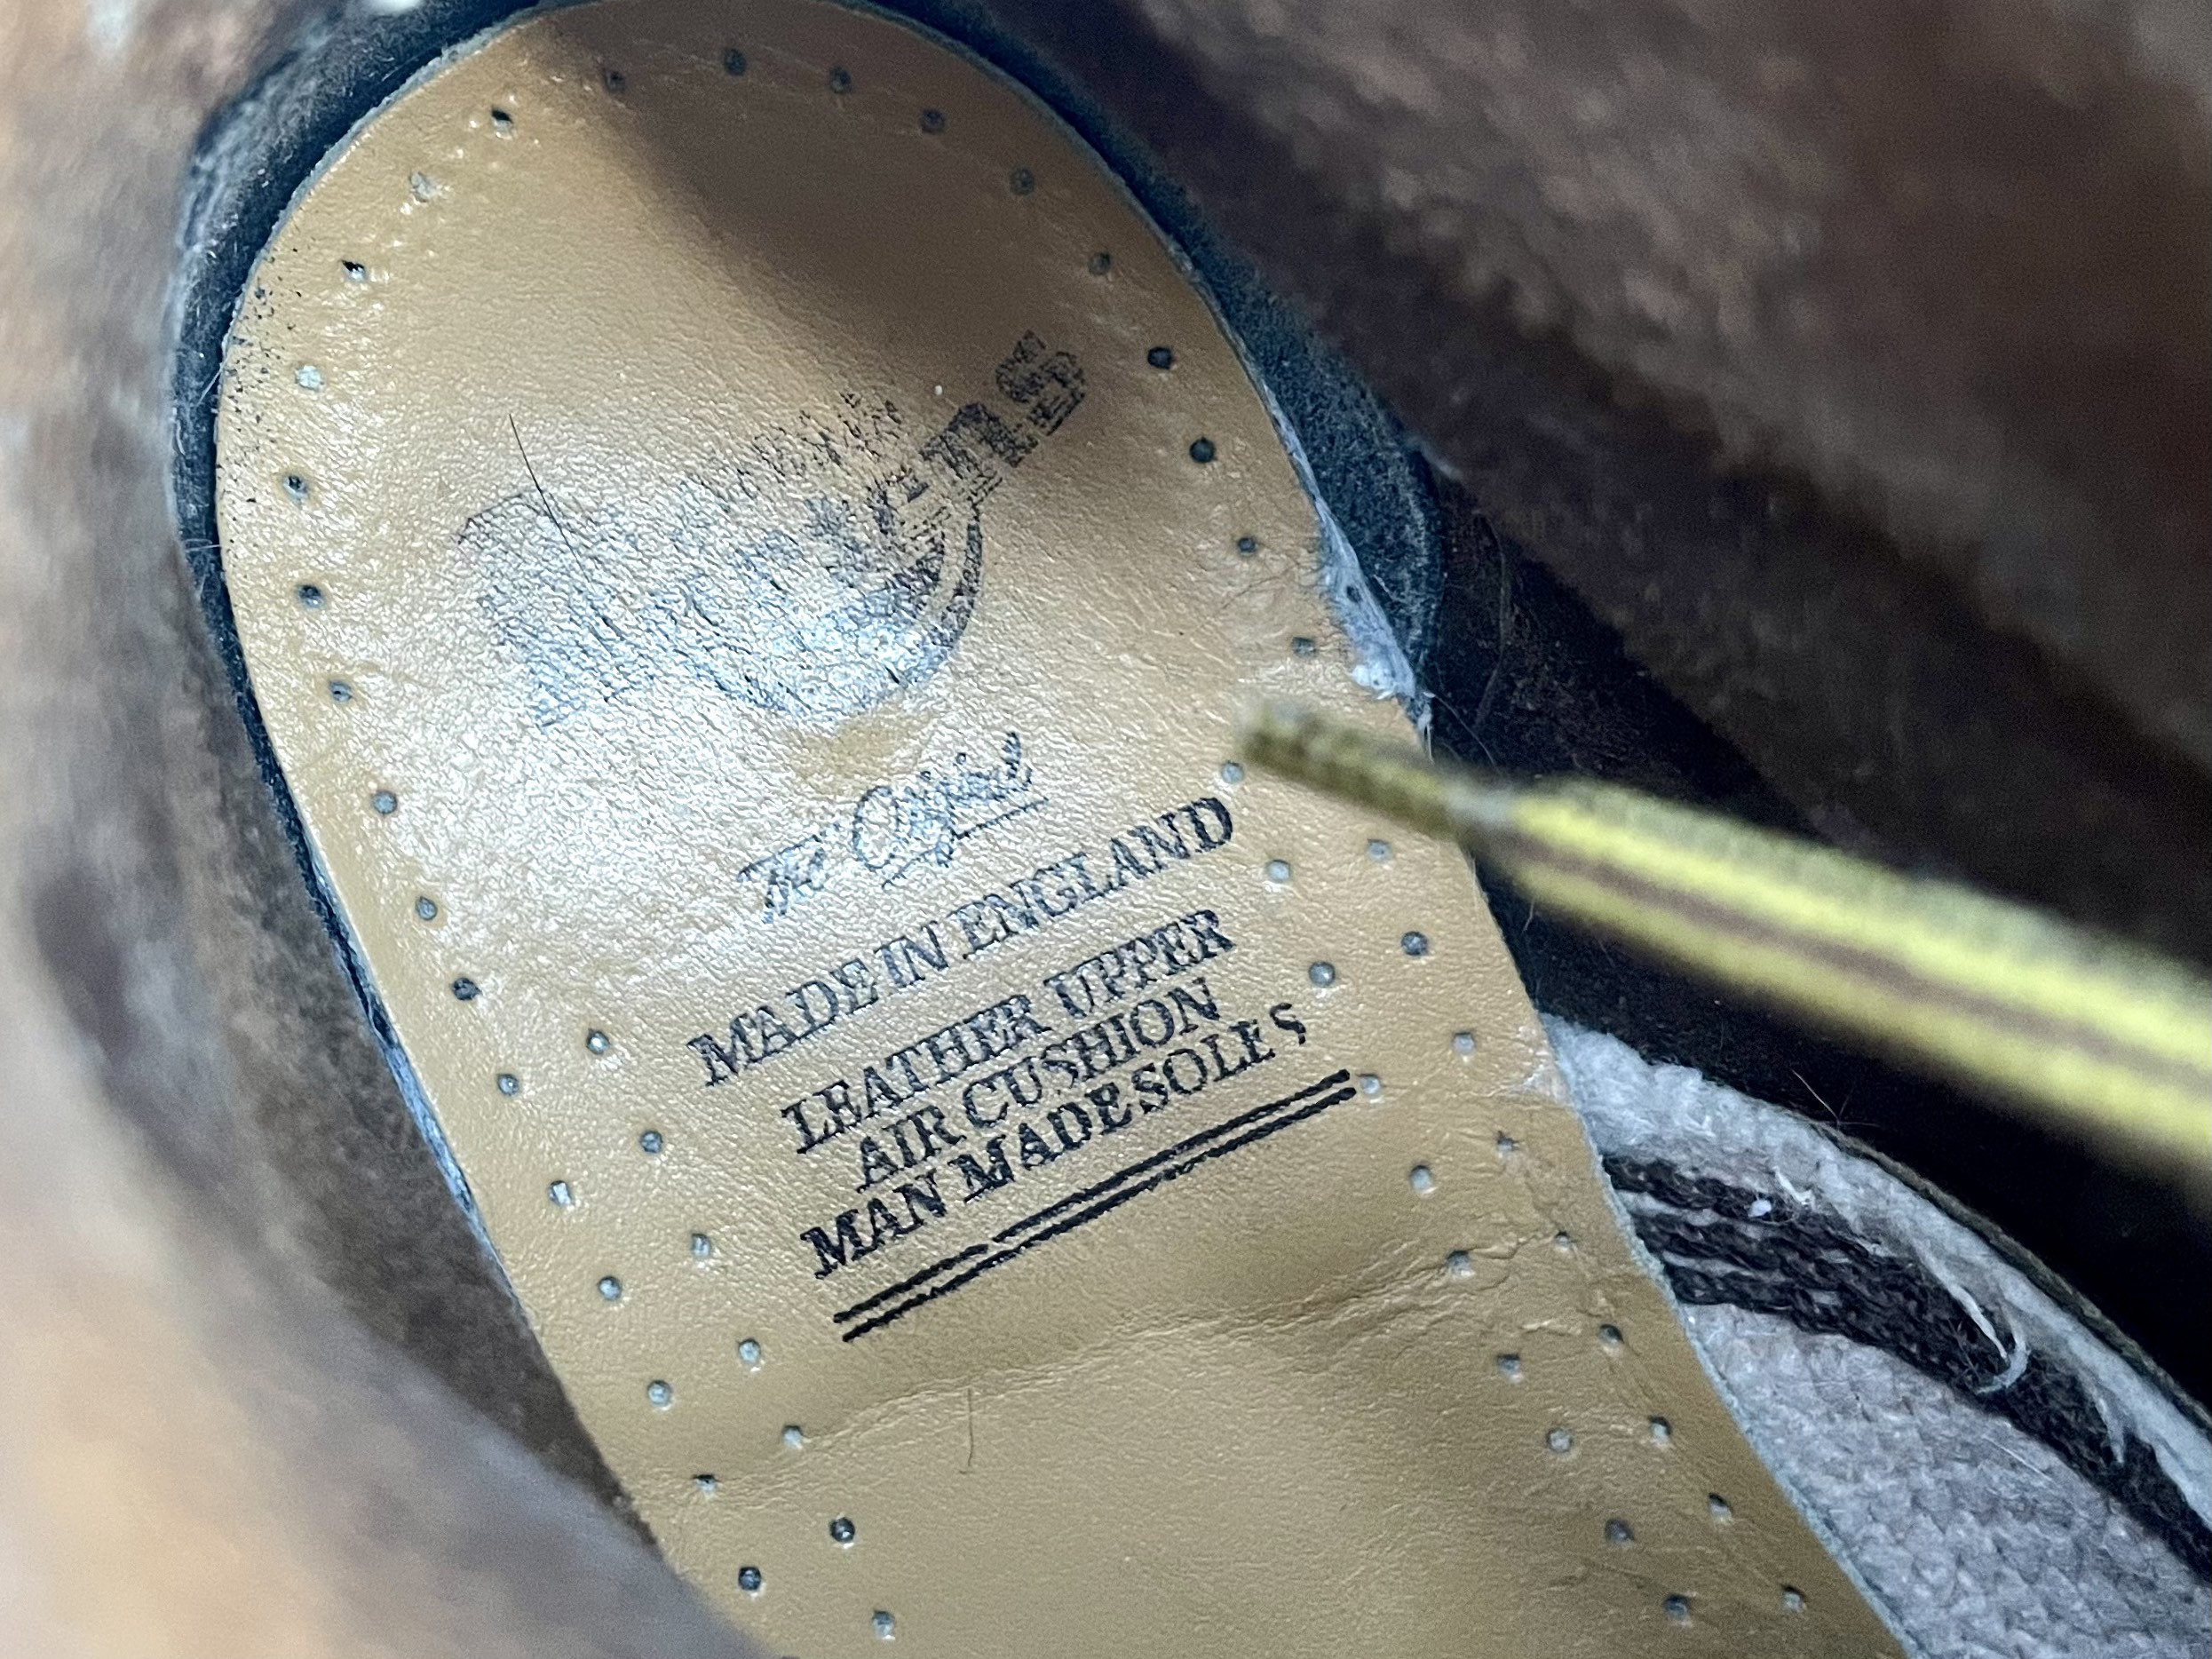 The Original
MADE IN ENGLAND
LEATHER UPPER
AIR CUSHION
MAN MADE SOLES